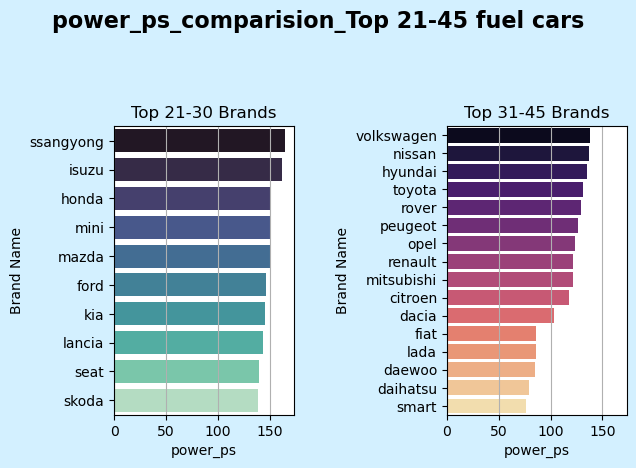 power_ps_comparision_Top 21-45 fuel cars
Top 21-30 Brands
Brand Name
ssangyong
isuzu
honda
mini
mazda
ford
kia
lancia
seat
skoda
0 50 100 150
power_ps
Top 31-45 Brands
Brand Name
volkswagen
nissan
hyundai
toyota
rover
peugeot
opel
renault
mitsubishi
citroen
dacia
fiat
lada
daewoo
daihatsu
smart
0 50 100 150
power_ps